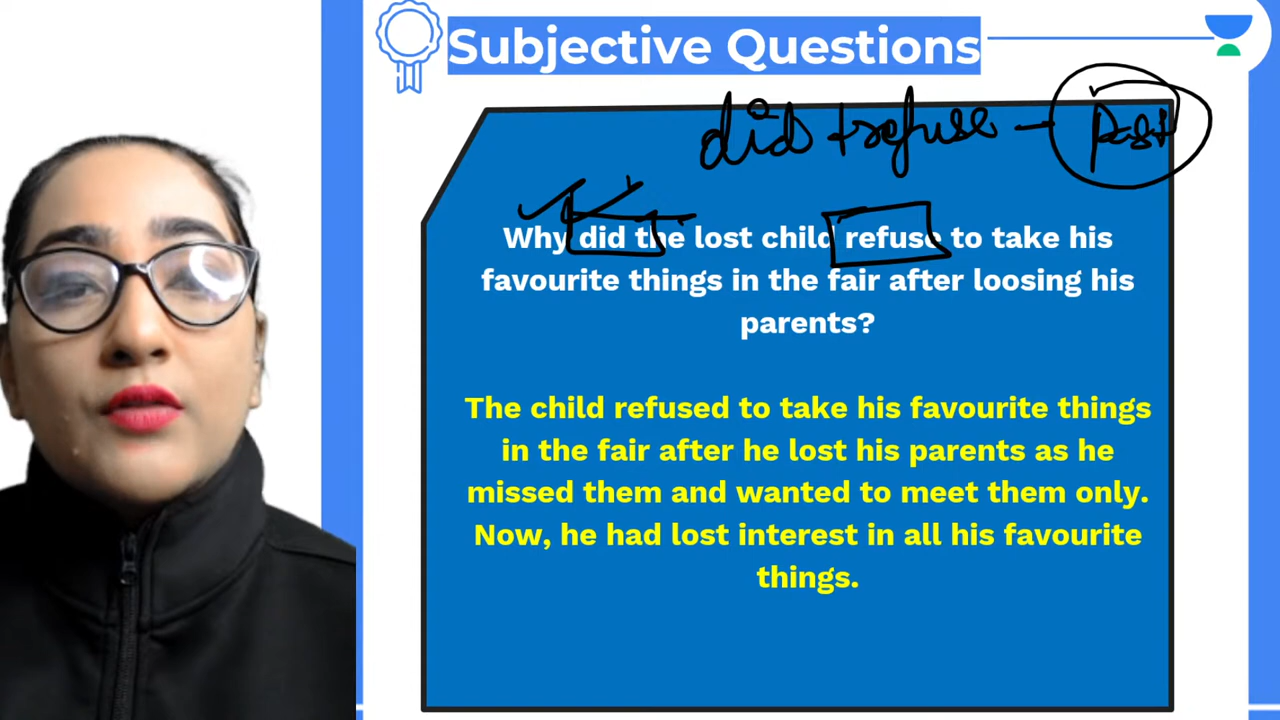 Subjective Questions
did + refuse → Past
Why did the lost child refuse to take his
favourite things in the fair after loosing his
parents?
The child refused to take his favourite things
in the fair after he lost his parents as he
missed them and wanted to meet them only.
Now, he had lost interest in all his favourite
things.